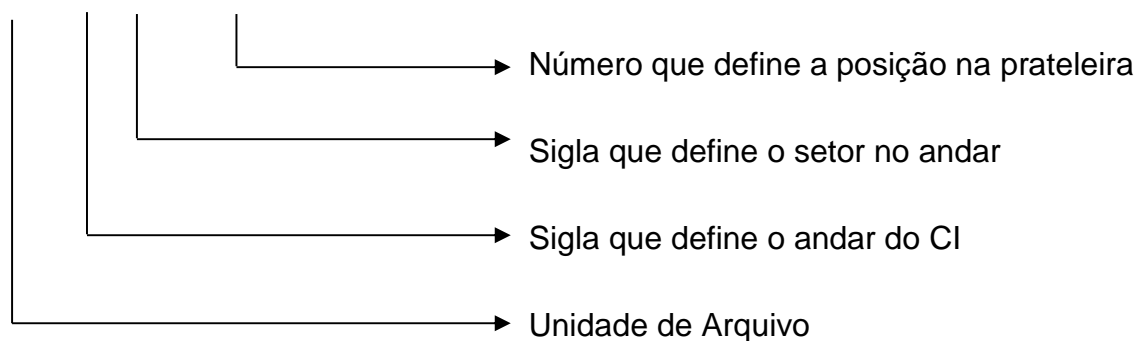 Número que define a posição na prateleira
Sigla que define o setor no andar
Sigla que define o andar do CI
Unidade de Arquivo